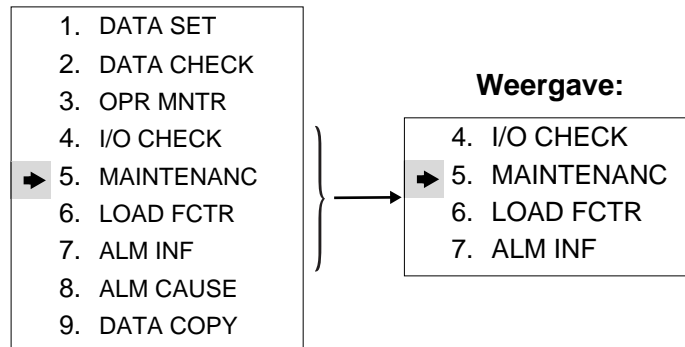 1. DATA SET
2. DATA CHECK
3. OPR MNTR
4. I/O CHECK
5. MAINTENANC
6. LOAD FCTR
7. ALM INF
8. ALM CAUSE
9. DATA COPY
Weergave:
4. I/O CHECK
5. MAINTENANC
6. LOAD FCTR
7. ALM INF